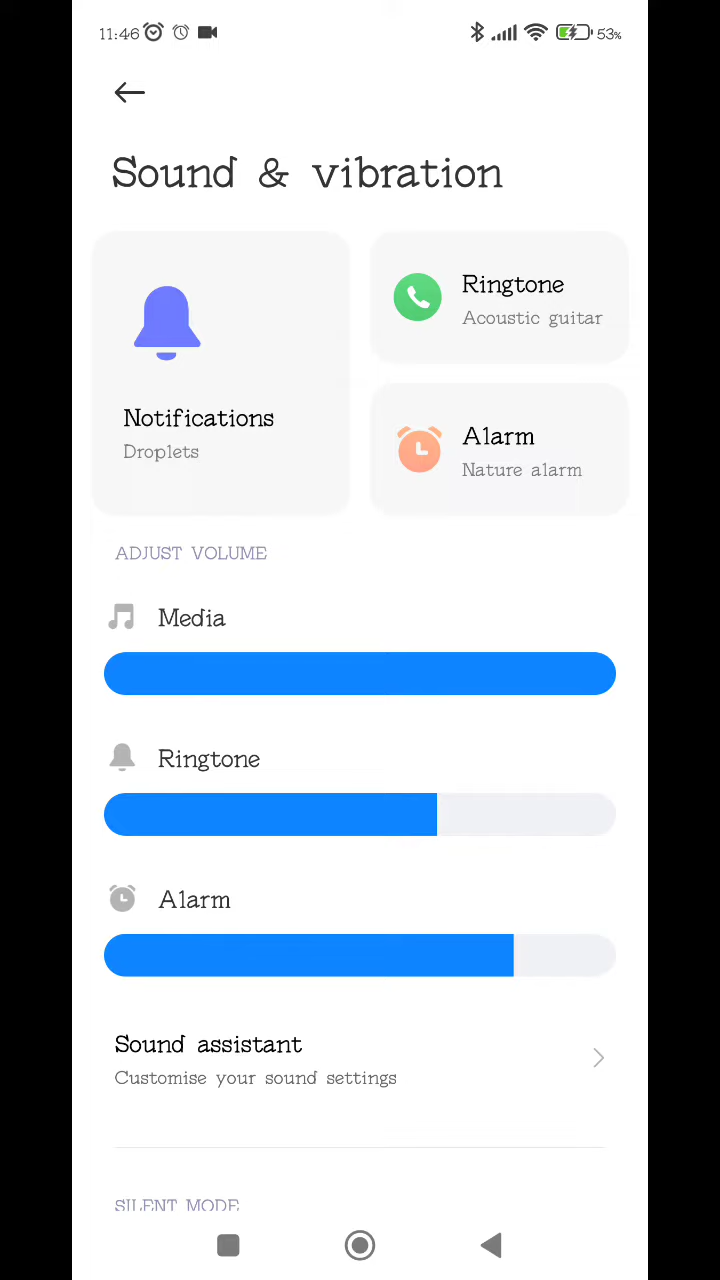 11:46
53%
Sound & vibration
Notifications
Droplets
Ringtone
Acoustic guitar
Alarm
Nature alarm
ADJUST VOLUME
Media
Ringtone
Alarm
Sound assistant
Customise your sound settings
SILENT MODE